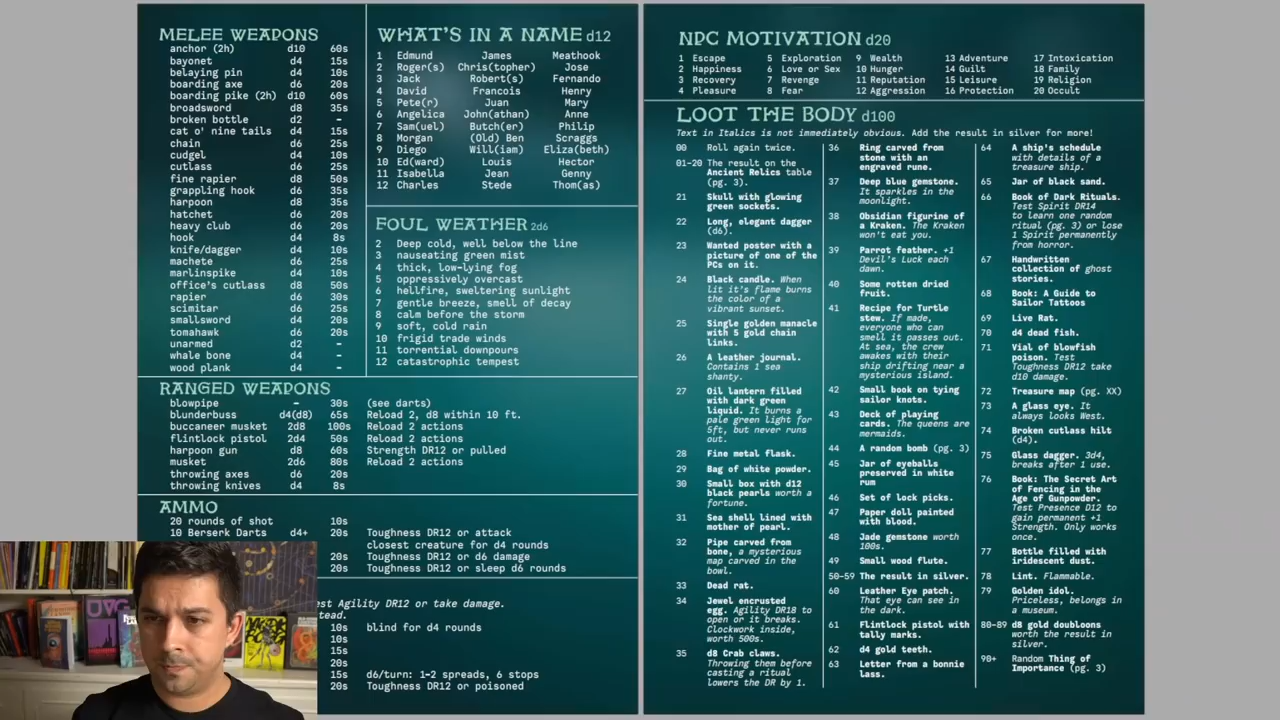 MELEE WEAPONS
anchor (2h) d10 60s
bayonet d4 15s
belaying pin d4 10s
boarding axe d6 20s
boarding pike (2h) d10 60s
broadsword d8 35s
broken bottle d2 -
cat o' nine tails d4 15s
chain d6 25s
cudgel d4 10s
cutlass d6 25s
fine rapier d8 50s
grappling hook d6 35s
harpoon d8 35s
hatchet d6 20s
heavy club d6 20s
hook d4 8s
knife/dagger d4 10s
machete d6 25s
marlinspike d4 10s
office's cutlass d8 50s
rapier d6 30s
scimitar d6 25s
smallsword d4 20s
tomahawk d6 20s
unarmed d2 -
whale bone d4 -
wood plank d4 -
WHAT'S IN A NAME d12
1 Edmund James Meathook
2 Roger(s) Chris(topher) Jose
3 Jack Robert(s) Fernando
4 David Francois Henry
5 Pete(r) Juan Mary
6 Angelica John(athan) Anne
7 Sam(uel) Butch(er) Philip
8 Morgan (Old) Ben Scraggs
9 Diego Will(iam) Eliza(beth)
10 Ed(ward) Louis Hector
11 Isabella Jean Genny
12 Charles Stede Thom(as)
FOUL WEATHER 2d6
2 Deep cold, well below the line
3 nauseating green mist
4 thick, low-lying fog
5 oppressively overcast
6 hellfire, sweltering sunlight
7 gentle breeze, smell of decay
8 calm before the storm
9 soft, cold rain
10 frigid trade winds
11 torrential downpours
12 catastrophic tempest
RANGED WEAPONS
blowpipe - 30s (see darts)
blunderbuss d4(d8) 65s Reload 2, d8 within 10 ft.
buccaneer musket 2d8 100s Reload 2 actions
flintlock pistol 2d4 50s Reload 2 actions
harpoon gun d8 60s Strength DR12 or pulled
musket 2d6 80s Reload 2 actions
throwing axes d6 20s
throwing knives d4 8s
AMMO
20 rounds of shot 10s
10 Berserk Darts d4+ 20s Toughness DR12 or attack
closest creature for d4 rounds
20s Toughness DR12 or d6 damage
20s Toughness DR12 or sleep d6 rounds
est Agility DR12 or take damage.
tead.
10s blind for d4 rounds
10s
15s
20s
15s d6/turn: 1-2 spreads, 6 stops
20s Toughness DR12 or poisoned
NPC MOTIVATION d20
1 Escape 5 Exploration 9 Wealth 13 Adventure 17 Intoxication
2 Happiness 6 Love or Sex 10 Hunger 14 Guilt 18 Family
3 Recovery 7 Revenge 11 Reputation 15 Leisure 19 Religion
4 Pleasure 8 Fear 12 Aggression 16 Protection 20 Occult
LOOT THE BODY d100
Text in Italics is not immediately obvious. Add the result in silver for more!
00 Roll again twice.
01-20 The result on the
Ancient Relics table
(pg. 3).
21 Skull with glowing
green sockets.
22 Long, elegant dagger
(d6).
23 Wanted poster with a
picture of one of the
PCs on it.
24 Black candle. When
lit it's flame burns
the color of a
vibrant sunset.
25 Single golden manacle
with 5 gold chain
links.
26 A leather journal.
Contains 1 sea
shanty.
27 Oil lantern filled
with dark green
liquid. It burns a
pale green light for
5ft, but never runs
out.
28 Fine metal flask.
29 Bag of white powder.
30 Small box with d12
black pearls worth a
fortune.
31 Sea shell lined with
mother of pearl.
32 Pipe carved from
bone, a mysterious
map carved in the
bowl.
33 Dead rat.
34 Jewel encrusted
egg. Agility DR18 to
open or it breaks.
Clockwork inside,
worth 500s.
35 d8 Crab claws.
Throwing them before
casting a ritual
lowers the DR by 1.
36 Ring carved from
stone with an
engraved rune.
37 Deep blue gemstone.
It sparkles in the
moonlight.
38 Obsidian figurine of
a Kraken. The Kraken
won't eat you.
39 Parrot feather. +1
Devil's Luck each
dawn.
40 Some rotten dried
fruit.
41 Recipe for Turtle
stew. If made,
everyone who can
smell it passes out.
At sea, the crew
awakes with their
ship drifting near a
mysterious island.
42 Small book on tying
sailor knots.
43 Deck of playing
cards. The queens are
mermaids.
44 A random bomb (pg. 3)
45 Jar of eyeballs
preserved in white
rum
46 Set of lock picks.
47 Paper doll painted
with blood.
48 Jade gemstone worth
100s.
49 Small wood flute.
50-59 The result in silver.
60 Leather Eye patch.
That eye can see in
the dark.
61 Flintlock pistol with
tally marks.
62 d4 gold teeth.
63 Letter from a bonnie
lass.
64 A ship's schedule
with details of a
treasure ship.
65 Jar of black sand.
66 Book of Dark Rituals.
Test Spirit DR14
to learn one random
ritual (pg. 3) or lose
1 Spirit permanently
from horror.
67 Handwritten
collection of ghost
stories.
68 Book: A Guide to
Sailor Tattoos
69 Live Rat.
70 d4 dead fish.
71 Vial of blowfish
poison. Test
Toughness DR12 take
d10 damage.
72 Treasure map (pg. XX)
73 A glass eye. It
always looks West.
74 Broken cutlass hilt
(d4).
75 Glass dagger. 3d4,
breaks after 1 use.
76 Book: The Secret Art
of Fencing in the
Age of Gunpowder.
Test Presence D12 to
gain permanent +1
Strength. Only works
once.
77 Bottle filled with
iridescent dust.
78 Lint. Flammable.
79 Golden idol.
Priceless, belongs in
a museum.
80-89 d8 gold doubloons
worth the result in
silver.
90+ Random Thing of
Importance (pg. 3)
UVG